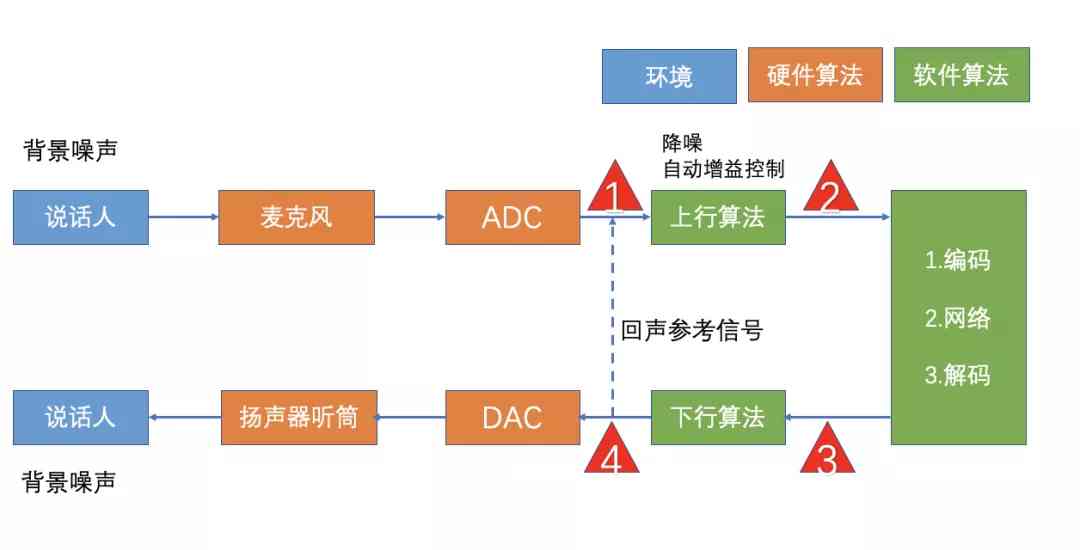 环境
硬件算法
软件算法
背景噪声
降噪
自动增益控制
说话人
麦克风
ADC
1
上行算法
2
1.编码
2.网络
3.解码
回声参考信号
说话人
扬声器听筒
DAC
4
下行算法
3
背景噪声